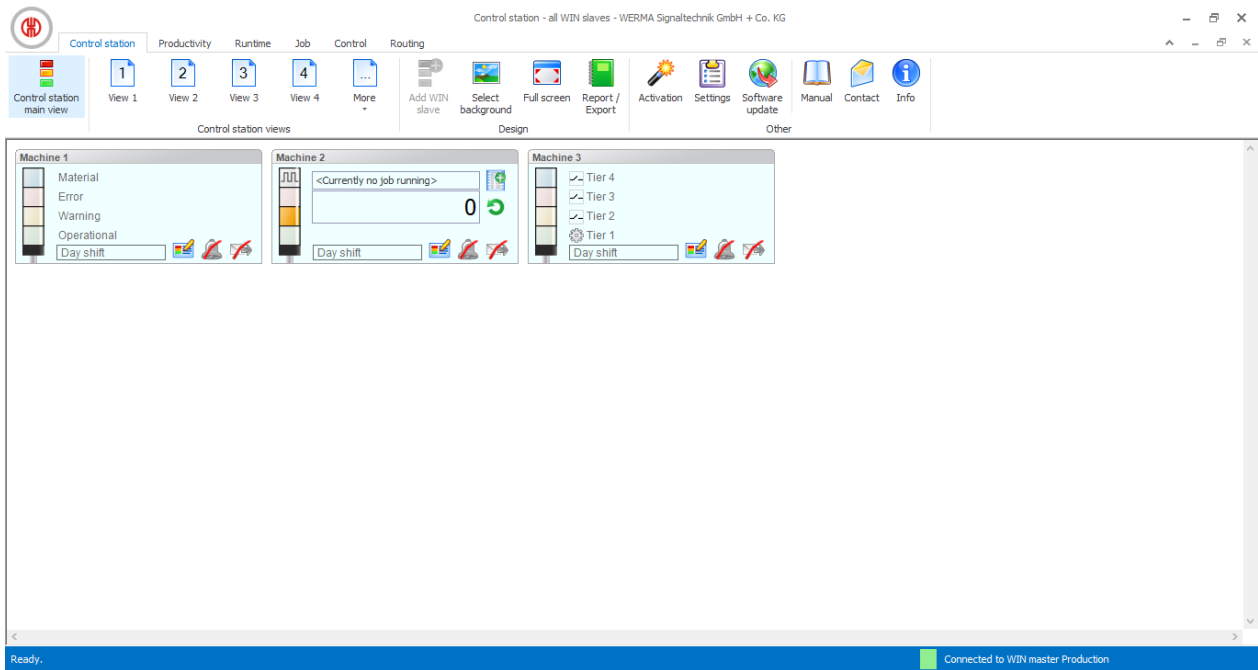 Control station - all WIN slaves - WERMA Signaltechnik GmbH + Co. KG
Control station Productivity Runtime Job Control Routing
1 2 3 4 ...
Control station main view
View 1 View 2 View 3 View 4 More
Add WIN slave
Select background
Full screen
Report / Export
Activation Settings
Software update
Manual Contact Info
Control station views Design Other
Machine 1
Material
Error
Warning
Operational
Day shift
Machine 2
<Currently no job running>
0
Day shift
Machine 3
Tier 4
Tier 3
Tier 2
Tier 1
Day shift
Ready.
Connected to WIN master Production